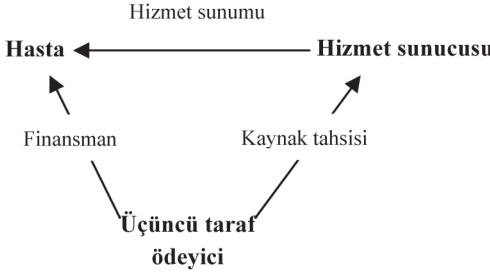 Hizmet sunumu
Hasta
Hizmet sunucusu
Finansman
Kaynak tahsisi
Üçüncü taraf
ödeyici